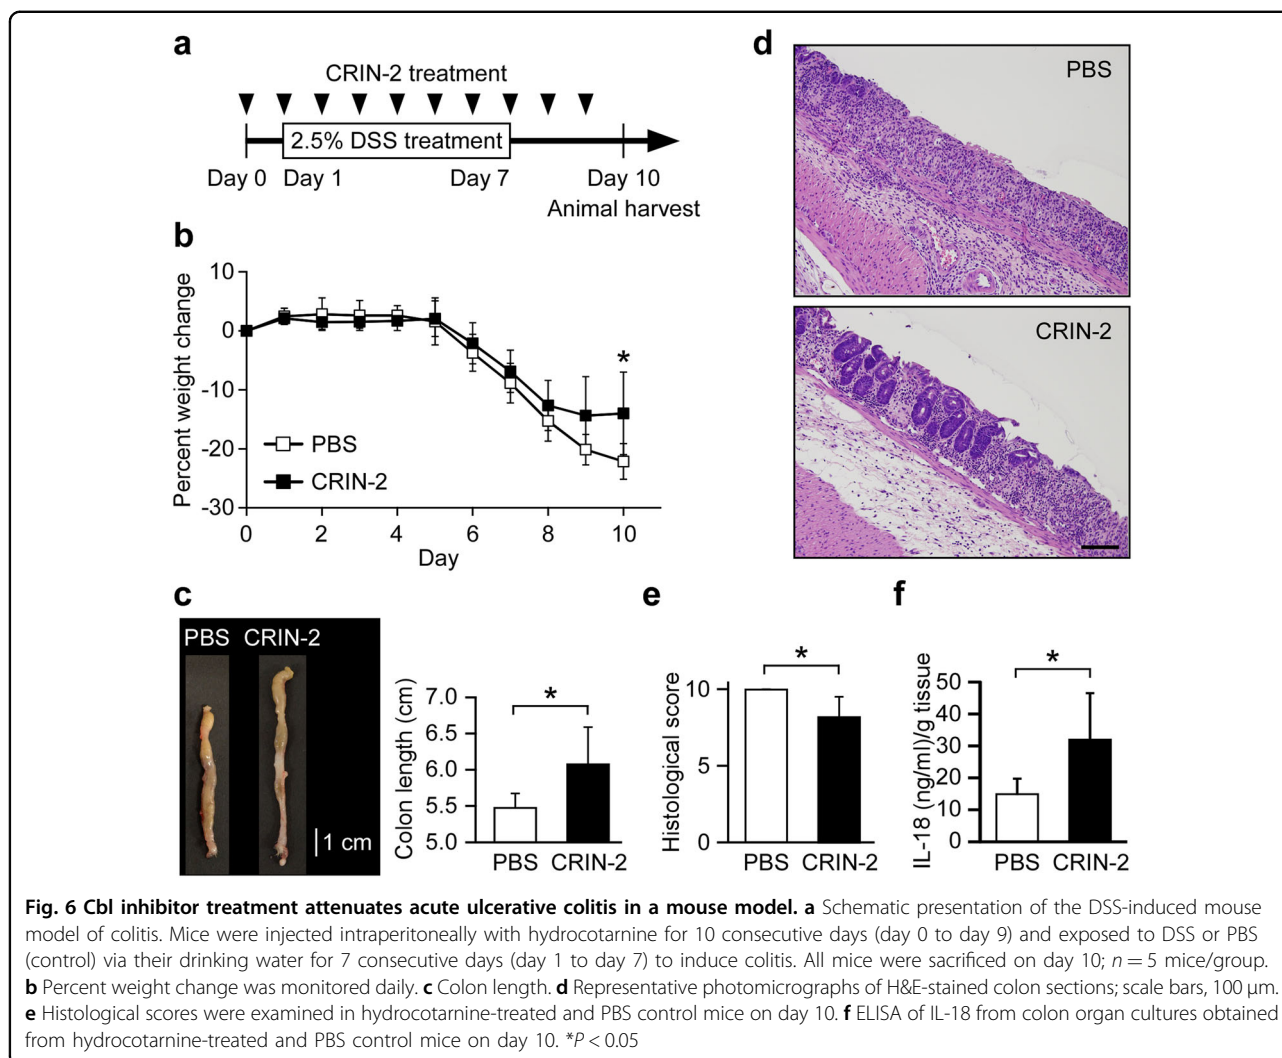 a
CRIN-2 treatment
2.5% DSS treatment
Day 0 Day 1 Day 7 Day 10
Animal harvest
b
Percent weight change
10
0
-10
-20
-30
PBS
CRIN-2
*
0 2 4 6 8 10
Day
c
PBS CRIN-2
1 cm
Colon length (cm)
7.0
6.5
6.0
5.5
5.0
*
PBS CRIN-2
d
PBS
CRIN-2
e
Histological score
10
5
0
*
PBS CRIN-2
f
IL-18 (ng/ml)/g tissue
50
40
30
20
10
0
*
PBS CRIN-2
Fig. 6 Cbl inhibitor treatment attenuates acute ulcerative colitis in a mouse model. a Schematic presentation of the DSS-induced mouse
model of colitis. Mice were injected intraperitoneally with hydrocotarnine for 10 consecutive days (day 0 to day 9) and exposed to DSS or PBS
(control) via their drinking water for 7 consecutive days (day 1 to day 7) to induce colitis. All mice were sacrificed on day 10; n = 5 mice/group.
b Percent weight change was monitored daily. c Colon length. d Representative photomicrographs of H&E-stained colon sections; scale bars, 100 μm.
e Histological scores were examined in hydrocotarnine-treated and PBS control mice on day 10. f ELISA of IL-18 from colon organ cultures obtained
from hydrocotarnine-treated and PBS control mice on day 10. *P < 0.05